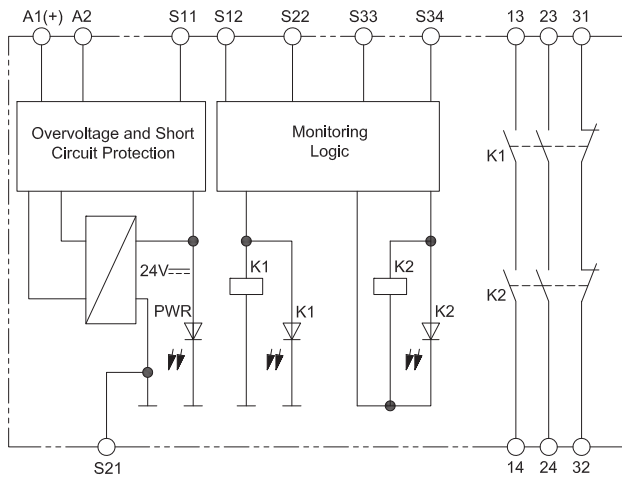 A1(+) A2 S11 S12 S22 S33 S34 13 23 31
Overvoltage and Short
Circuit Protection
Monitoring
Logic
K1
24V
K1
K2
K2
PWR
K1
K2
S21
14 24 32